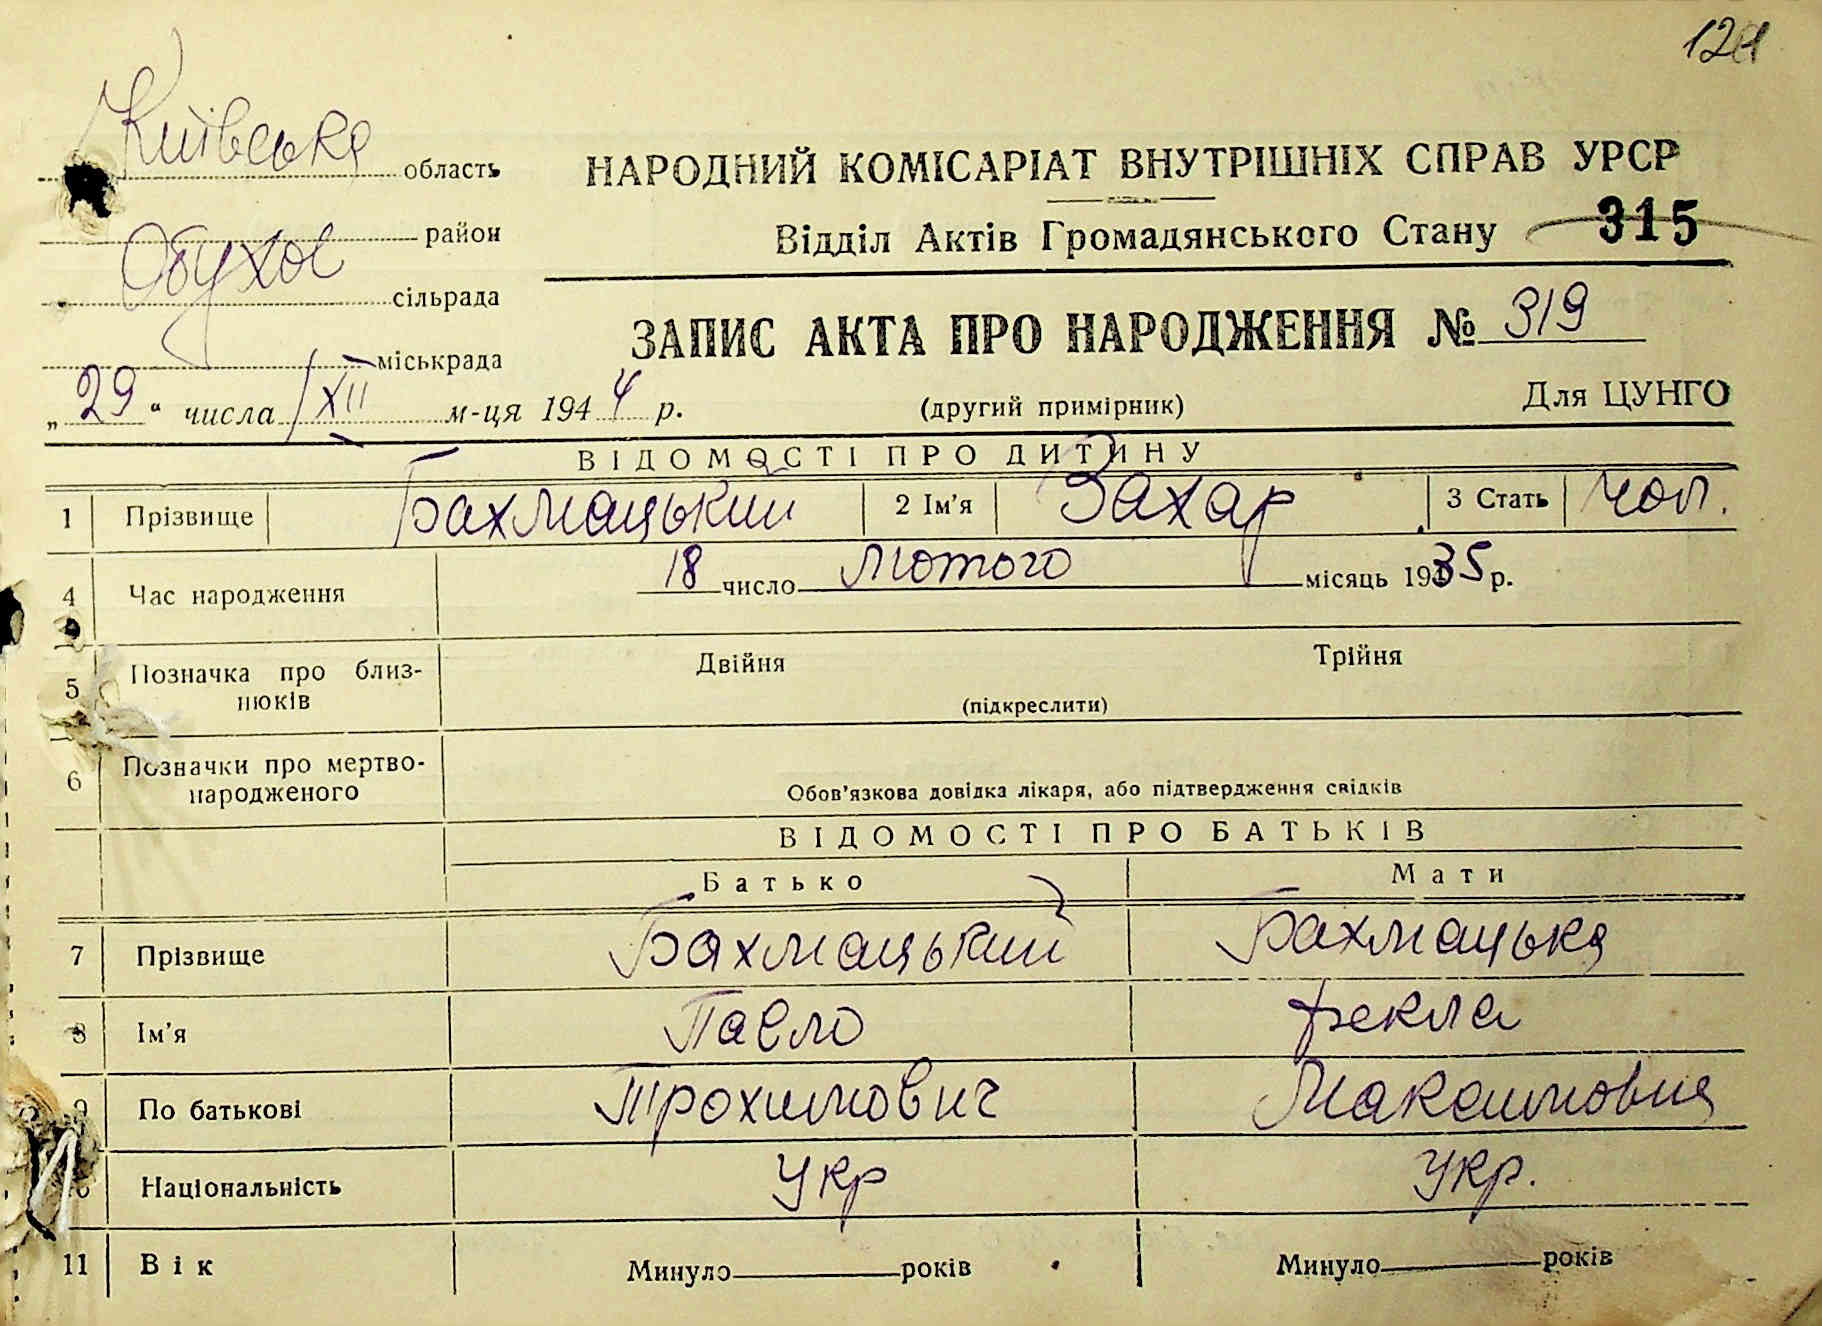 Київська область
НАРОДНИЙ КОМІСАРІАТ ВНУТРІШНІХ СПРАВ УРСР
район
Відділ Актів Громадянського Стану 315
Обухов
сільрада
ЗАПИС АКТА ПРО НАРОДЖЕННЯ № 319
міськрада
„29“ числа XII м-ця 1944 р.
(другий примірник)
Для ЦУНГО
ВІДОМОСТІ ПРО ДИТИНУ
1 Прізвище Бахмацький 2 Ім'я Захар 3 Стать чол.
4 Час народження 18 число лютого місяць 1935 р.
5 Позначка про близнюків Двійня Трійня
(підкреслити)
6 Позначки про мертвонародженого
Обов'язкова довідка лікаря, або підтвердження свідків
ВІДОМОСТІ ПРО БАТЬКІВ
Батько Мати
7 Прізвище Бахмацький Бахмацька
8 Ім'я Павло Фекла
9 По батькові Трохимович Максимовна
10 Національність Укр Укр.
11 Вік Минуло років Минуло років